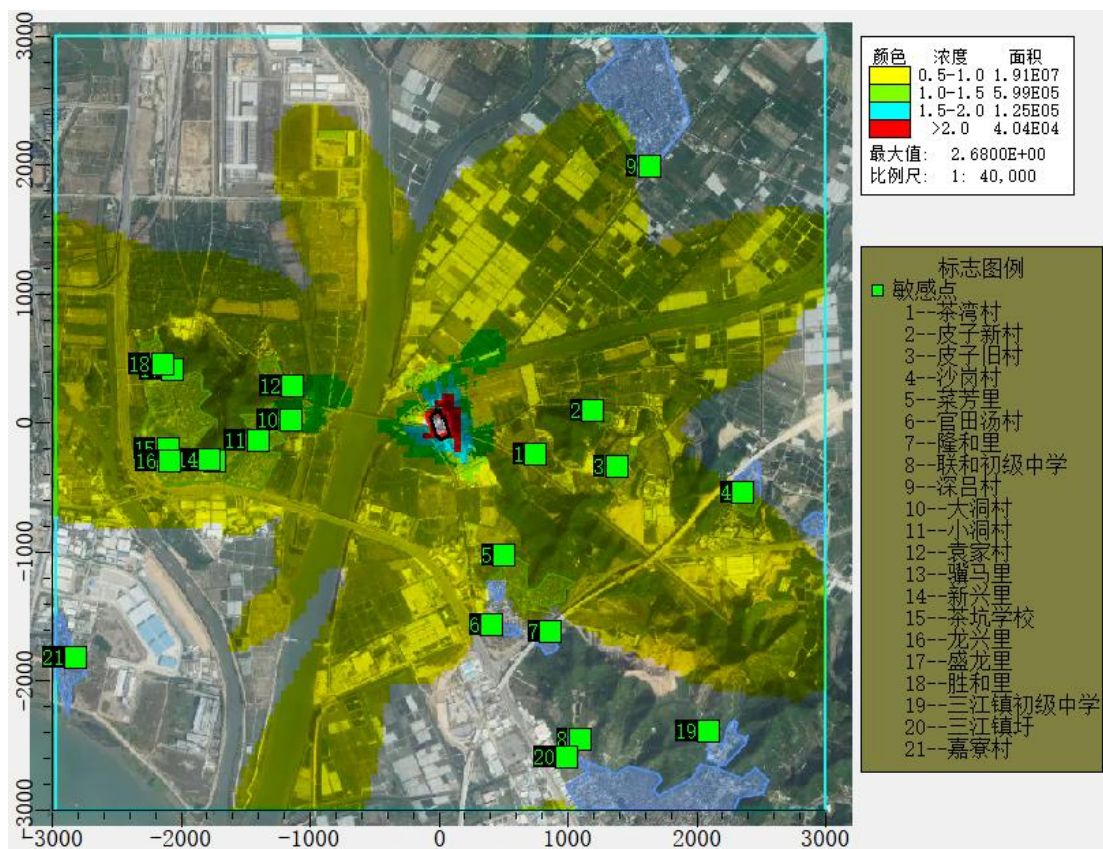 颜色 浓度 面积
0.5-1.0 1.91E07
1.0-1.5 5.99E05
1.5-2.0 1.25E05
>2.0 4.04E04
最大值: 2.6800E+00
比例尺: 1: 40,000
标志图例
敏感点
1--茶湾村
2--皮子新村
3--皮子旧村
4--沙岗村
5--菜芳里
6--官田汤村
7--隆和里
8--联和初级中学
9--深吕村
10--大洞村
11--小洞村
12--袁家村
13--骥马里
14--新兴里
15--茶坑学校
16--龙兴里
17--盛龙里
18--胜和里
19--三江镇初级中学
20--三江镇圩
21--嘉寮村
3000
2000
1000
0
-1000
-2000
-3000
-3000 -2000 -1000 0 1000 2000 3000
9
18
12
10
11
15
16
14
2
1
3
4
5
6
7
8
20
19
21